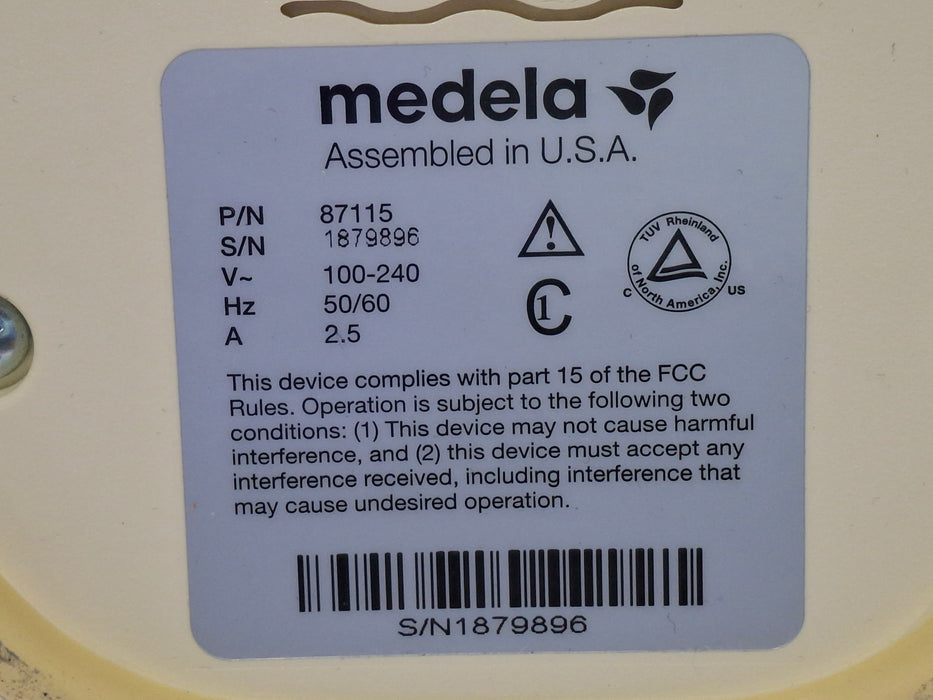 medela
Assembled in U.S.A.
P/N 87115
S/N 1879896
V~ 100-240
Hz 50/60
A 2.5
!
C1
TUV Rheinland
of North America, Inc.
C US
This device complies with part 15 of the FCC
Rules. Operation is subject to the following two
conditions: (1) This device may not cause harmful
interference, and (2) this device must accept any
interference received, including interference that
may cause undesired operation.
S/N1879896